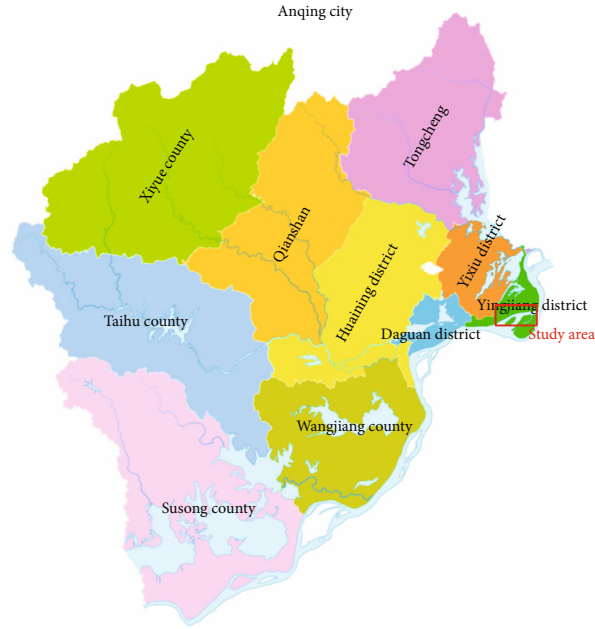 Anqing city
Tongcheng
Xiyue county
Qianshan
Yixiu district
Huaining district
Yingjiang district
Taihu county
Daguan district
Study area
Wangjiang county
Susong county